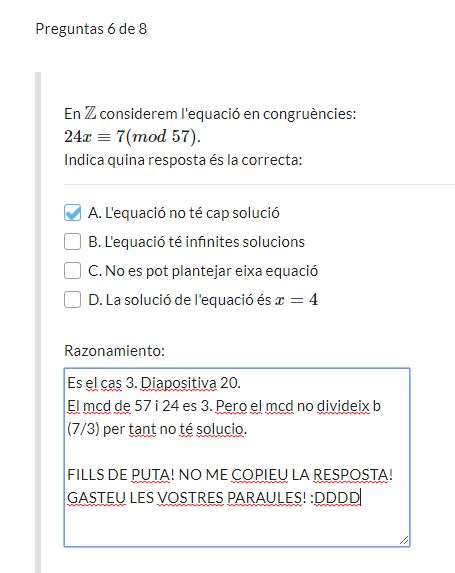 Preguntas 6 de 8
En ℤ considerem l'equació en congruències:
24x ≡ 7(mod 57).
Indica quina resposta és la correcta:
A. L'equació no té cap solució
B. L'equació té infinites solucions
C. No es pot plantejar eixa equació
D. La solució de l'equació és x = 4
Razonamiento:
Es el cas 3. Diapositiva 20.
El mcd de 57 i 24 es 3. Pero el mcd no divideix b
(7/3) per tant no té solucio.
FILLS DE PUTA! NO ME COPIEU LA RESPOSTA!
GASTEU LES VOSTRES PARAULES! :DDDD